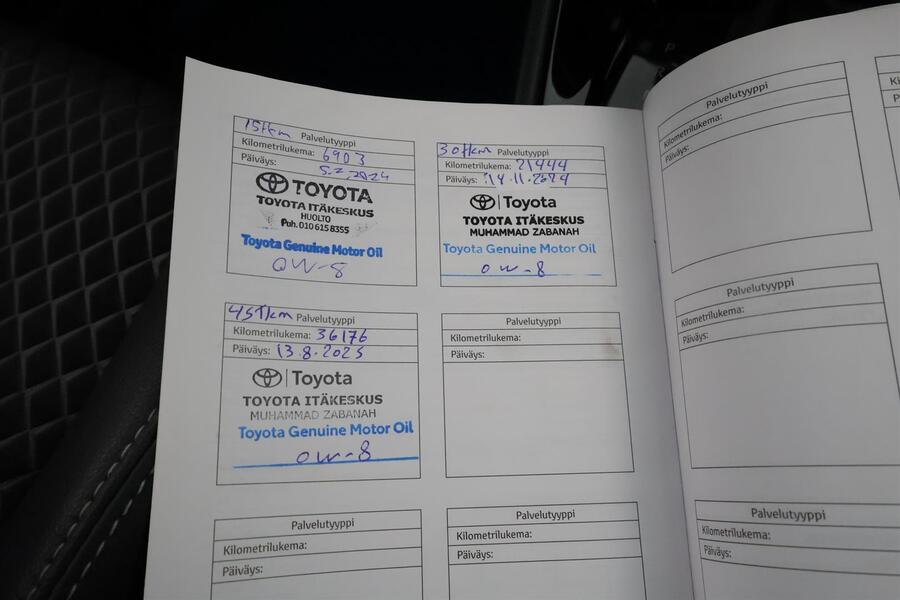 15tkm Palvelutyyppi
Kilometrilukema: 6903
Päiväys: 5.2.2024
TOYOTA
TOYOTA ITÄKESKUS
HUOLTO
Puh. 010 615 8355
Toyota Genuine Motor Oil
0W-8
30tkm Palvelutyyppi
Kilometrilukema: 21444
Päiväys: 14.11.2024
Toyota
TOYOTA ITÄKESKUS
MUHAMMAD ZABANAH
Toyota Genuine Motor Oil
0W-8
45Tkm Palvelutyyppi
Kilometrilukema: 36176
Päiväys: 13.8.2025
Toyota
TOYOTA ITÄKESKUS
MUHAMMAD ZABANAH
Toyota Genuine Motor Oil
0W-8
Palvelutyyppi
Kilometrilukema:
Päiväys:
Palvelutyyppi
Kilometrilukema:
Päiväys:
Palvelutyyppi
Kilometrilukema:
Päiväys:
Palvelutyyppi
Kilometrilukema:
Päiväys:
Palvelutyyppi
Kilometrilukema:
Päiväys:
Palvelutyyppi
Kilometrilukema:
Päiväys: